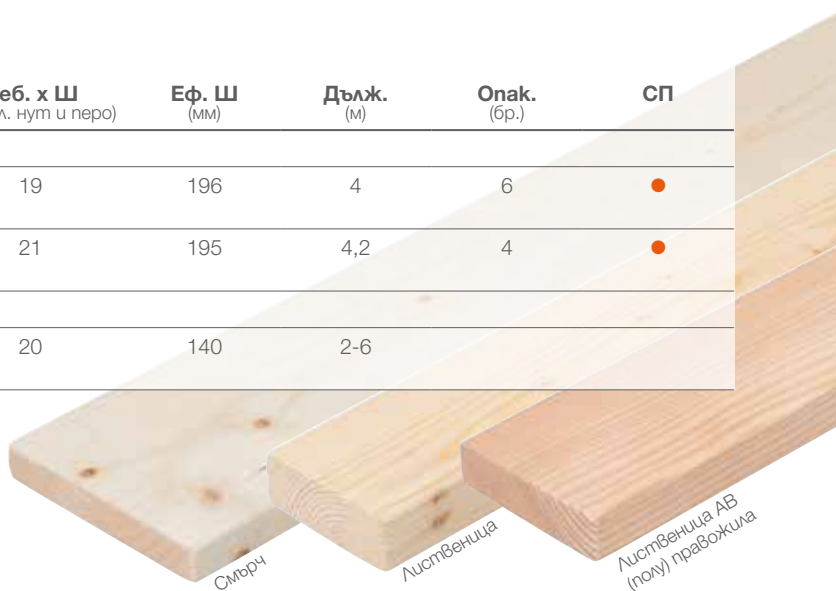 еб. х Ш Еф. Ш Дълж. Опак. СП
л. нут и перо) (мм) (м) (бр.)
19 196 4 6
21 195 4,2 4
20 140 2-6
Смърч
Лиственица
Лиственица АВ
(полу) правожила